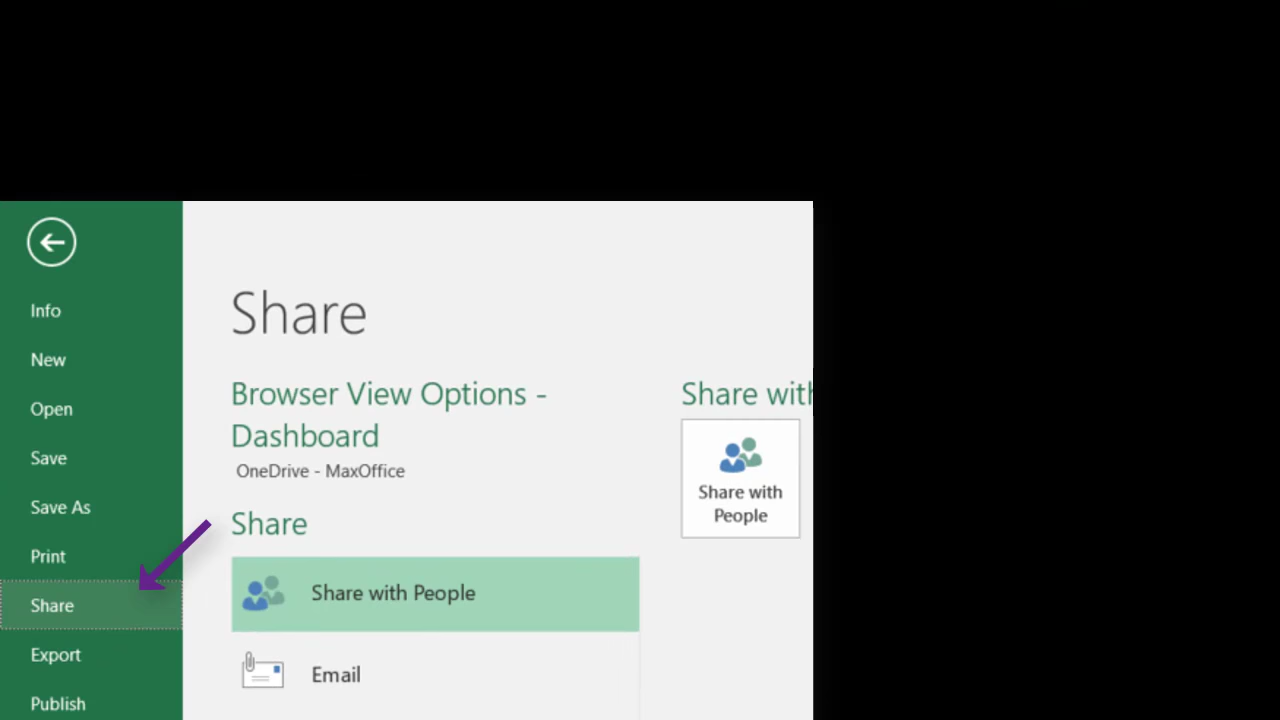 Info
New
Open
Save
Save As
Print
Share
Export
Publish
Share
Browser View Options -
Dashboard
OneDrive - MaxOffice
Share
Share with People
Email
Share with
Share with
People